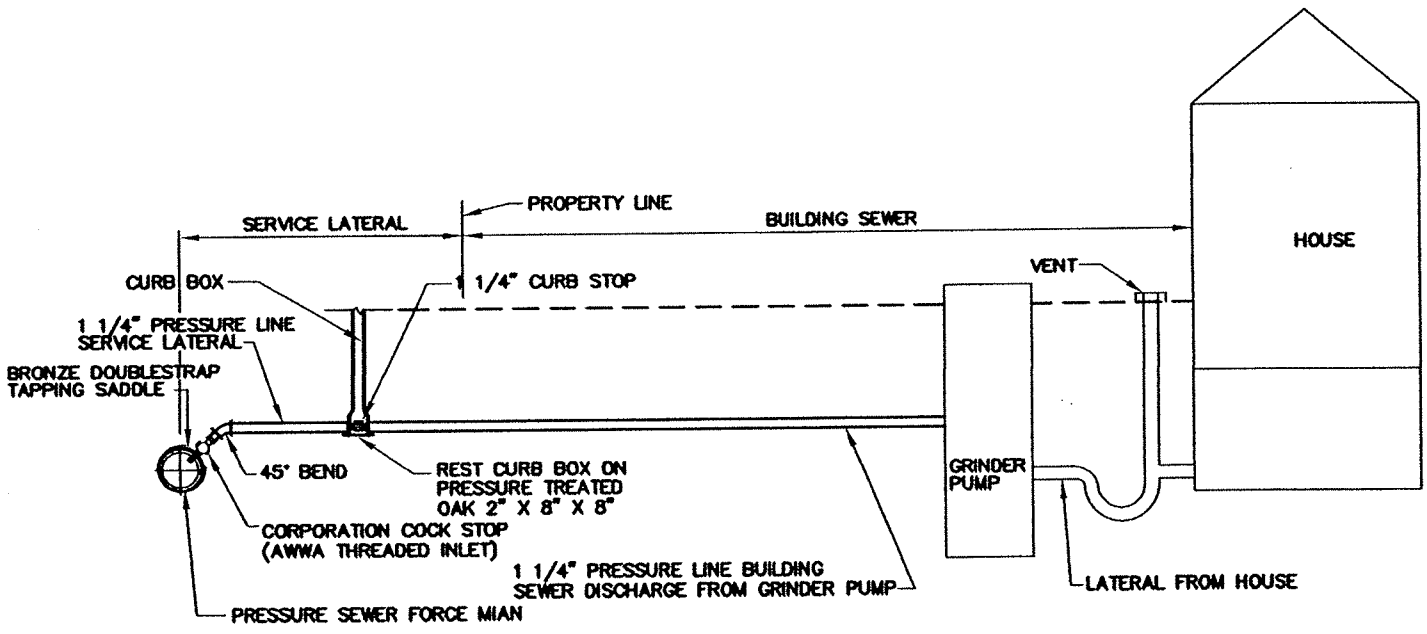 PROPERTY LINE
SERVICE LATERAL
BUILDING SEWER
HOUSE
VENT
CURB BOX
1 1/4" CURB STOP
1 1/4" PRESSURE LINE
SERVICE LATERAL
BRONZE DOUBLESTRAP
TAPPING SADDLE
45° BEND
REST CURB BOX ON
PRESSURE TREATED
OAK 2" X 8" X 8"
GRINDER
PUMP
CORPORATION COCK STOP
(AWWA THREADED INLET)
1 1/4" PRESSURE LINE BUILDING
SEWER DISCHARGE FROM GRINDER PUMP
LATERAL FROM HOUSE
PRESSURE SEWER FORCE MIAN